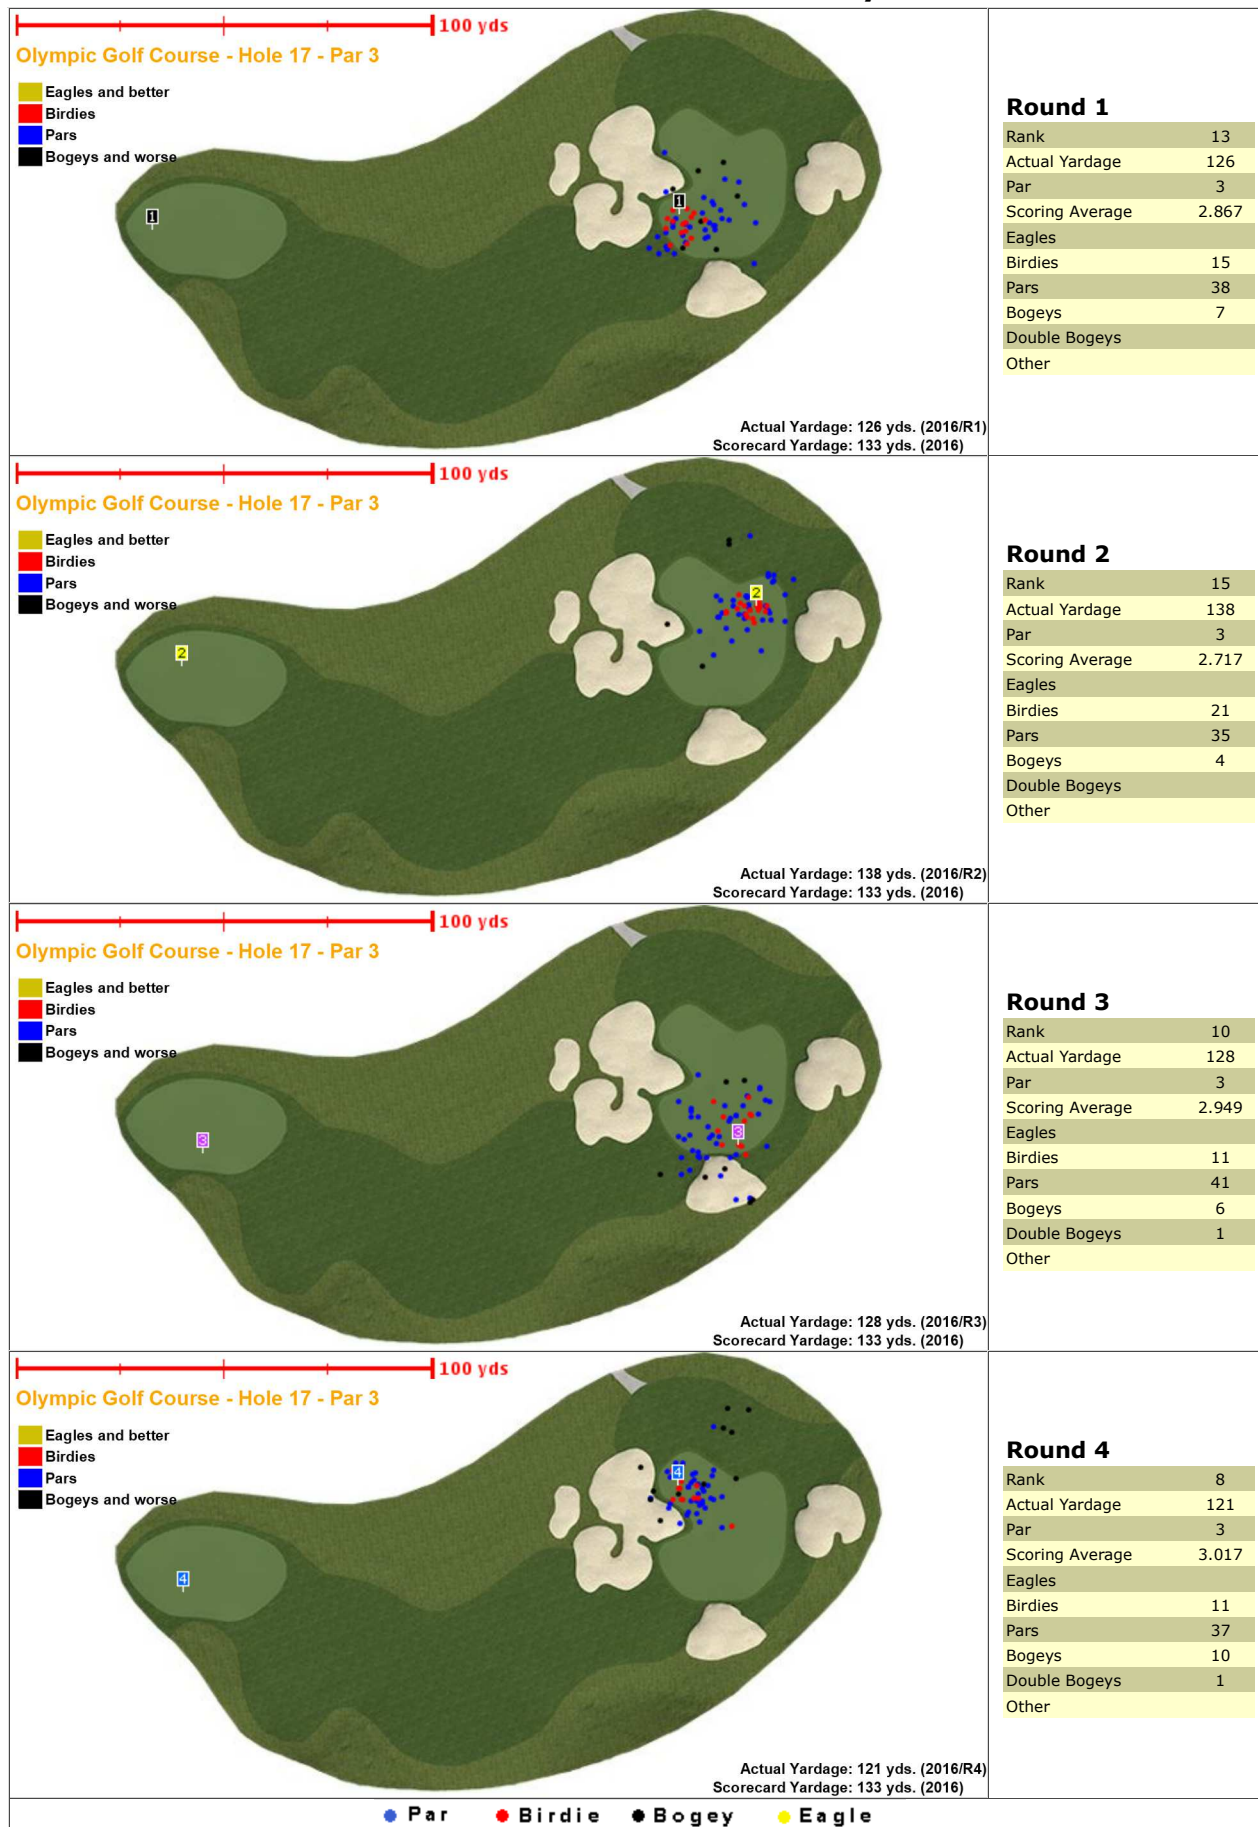 100 yds
Olympic Golf Course - Hole 17 - Par 3
Eagles and better
Birdies
Pars
Bogeys and worse
1
1
Actual Yardage: 126 yds. (2016/R1)
Scorecard Yardage: 133 yds. (2016)
Round 1
Rank 13
Actual Yardage 126
Par 3
Scoring Average 2.867
Eagles
Birdies 15
Pars 38
Bogeys 7
Double Bogeys
Other
100 yds
Olympic Golf Course - Hole 17 - Par 3
Eagles and better
Birdies
Pars
Bogeys and worse
2
2
Actual Yardage: 138 yds. (2016/R2)
Scorecard Yardage: 133 yds. (2016)
Round 2
Rank 15
Actual Yardage 138
Par 3
Scoring Average 2.717
Eagles
Birdies 21
Pars 35
Bogeys 4
Double Bogeys
Other
100 yds
Olympic Golf Course - Hole 17 - Par 3
Eagles and better
Birdies
Pars
Bogeys and worse
3
3
Actual Yardage: 128 yds. (2016/R3)
Scorecard Yardage: 133 yds. (2016)
Round 3
Rank 10
Actual Yardage 128
Par 3
Scoring Average 2.949
Eagles
Birdies 11
Pars 41
Bogeys 6
Double Bogeys 1
Other
100 yds
Olympic Golf Course - Hole 17 - Par 3
Eagles and better
Birdies
Pars
Bogeys and worse
4
4
Actual Yardage: 121 yds. (2016/R4)
Scorecard Yardage: 133 yds. (2016)
Round 4
Rank 8
Actual Yardage 121
Par 3
Scoring Average 3.017
Eagles
Birdies 11
Pars 37
Bogeys 10
Double Bogeys 1
Other
Par Birdie Bogey Eagle